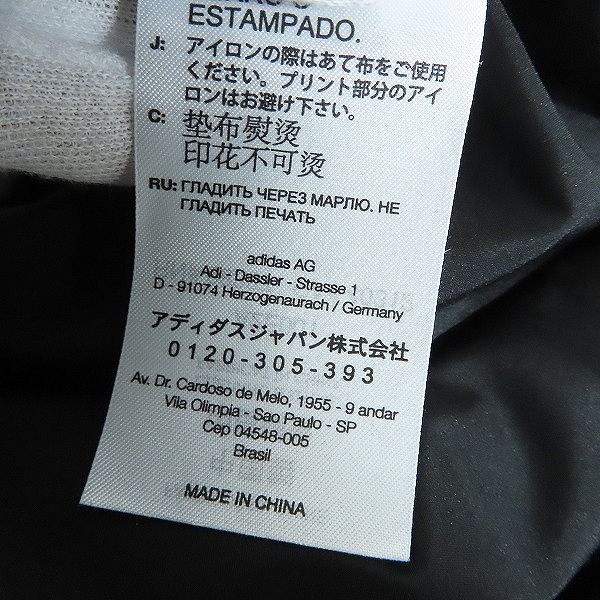 ESTAMPADO.
J: アイロンの際はあて布をご使用
ください。プリント部分のアイ
ロンはお避け下さい。
C: 垫布熨烫
印花不可烫
RU: ГЛАДИТЬ ЧЕРЕЗ МАРЛЮ. НЕ
ГЛАДИТЬ ПЕЧАТЬ
adidas AG
Adi - Dassler - Strasse 1
D - 91074 Herzogenaurach / Germany
アディダスジャパン株式会社
0120-305-393
Av. Dr. Cardoso de Melo, 1955 - 9 andar
Vila Olimpia - Sao Paulo - SP
Cep 04548-005
Brasil
MADE IN CHINA